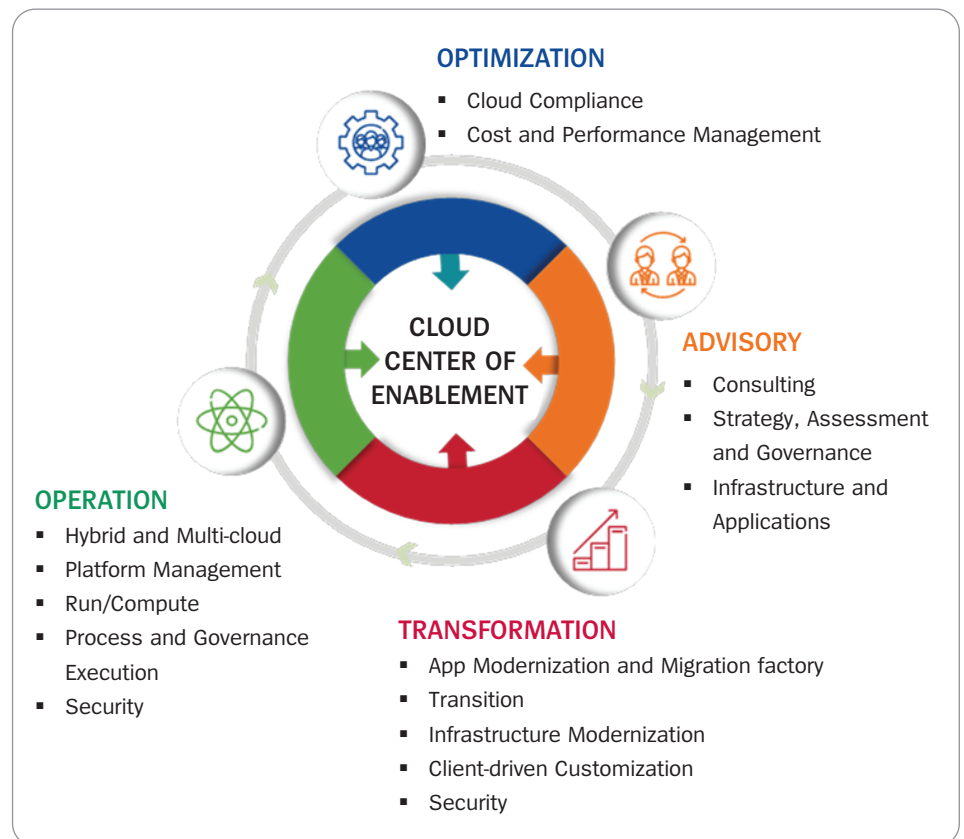 OPTIMIZATION
▪ Cloud Compliance
▪ Cost and Performance Management
CLOUD
CENTER OF
ENABLEMENT
ADVISORY
▪ Consulting
▪ Strategy, Assessment
and Governance
▪ Infrastructure and
Applications
OPERATION
▪ Hybrid and Multi-cloud
▪ Platform Management
▪ Run/Compute
▪ Process and Governance
Execution
▪ Security
TRANSFORMATION
▪ App Modernization and Migration factory
▪ Transition
▪ Infrastructure Modernization
▪ Client-driven Customization
▪ Security